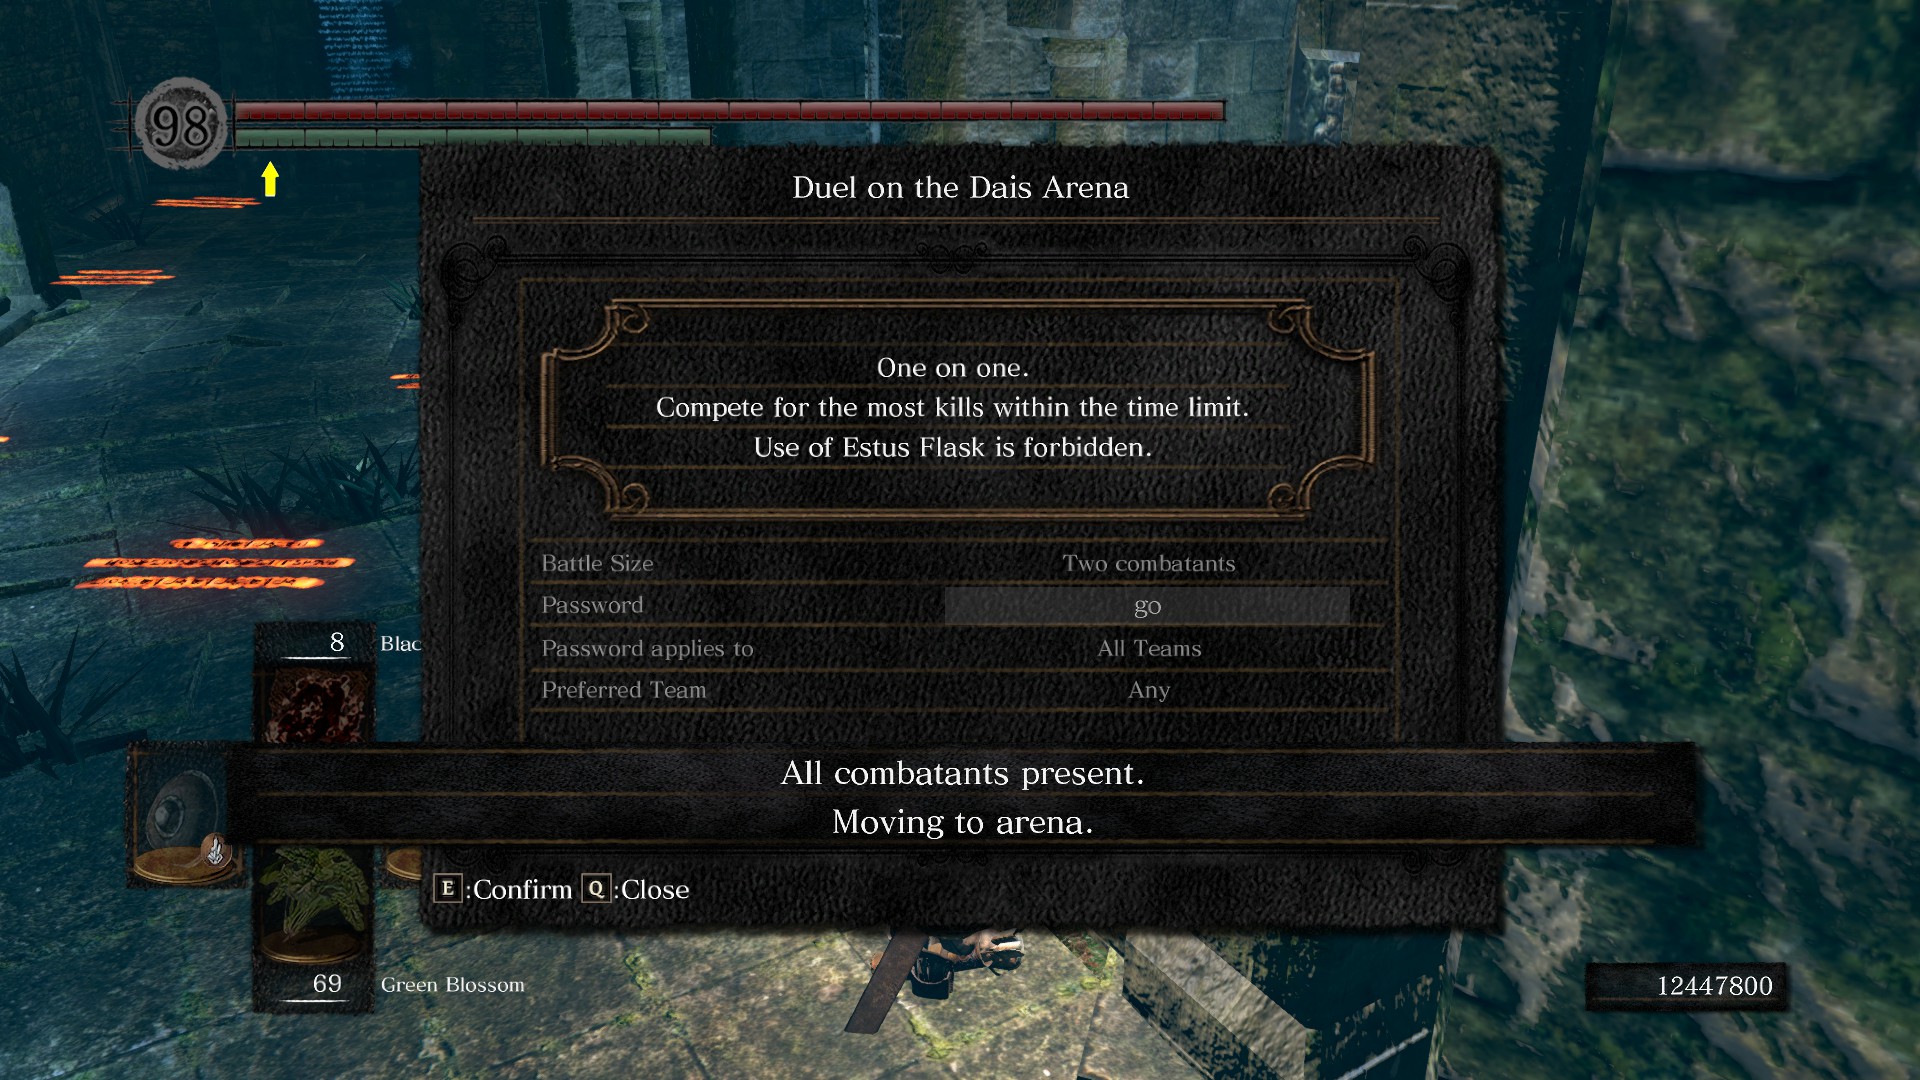 98
Duel on the Dais Arena
One on one.
Compete for the most kills within the time limit.
Use of Estus Flask is forbidden.
Battle Size Two combatants
Password go
Password applies to All Teams
Preferred Team Any
8 Blac
All combatants present.
Moving to arena.
E:Confirm Q:Close
69 Green Blossom
12447800